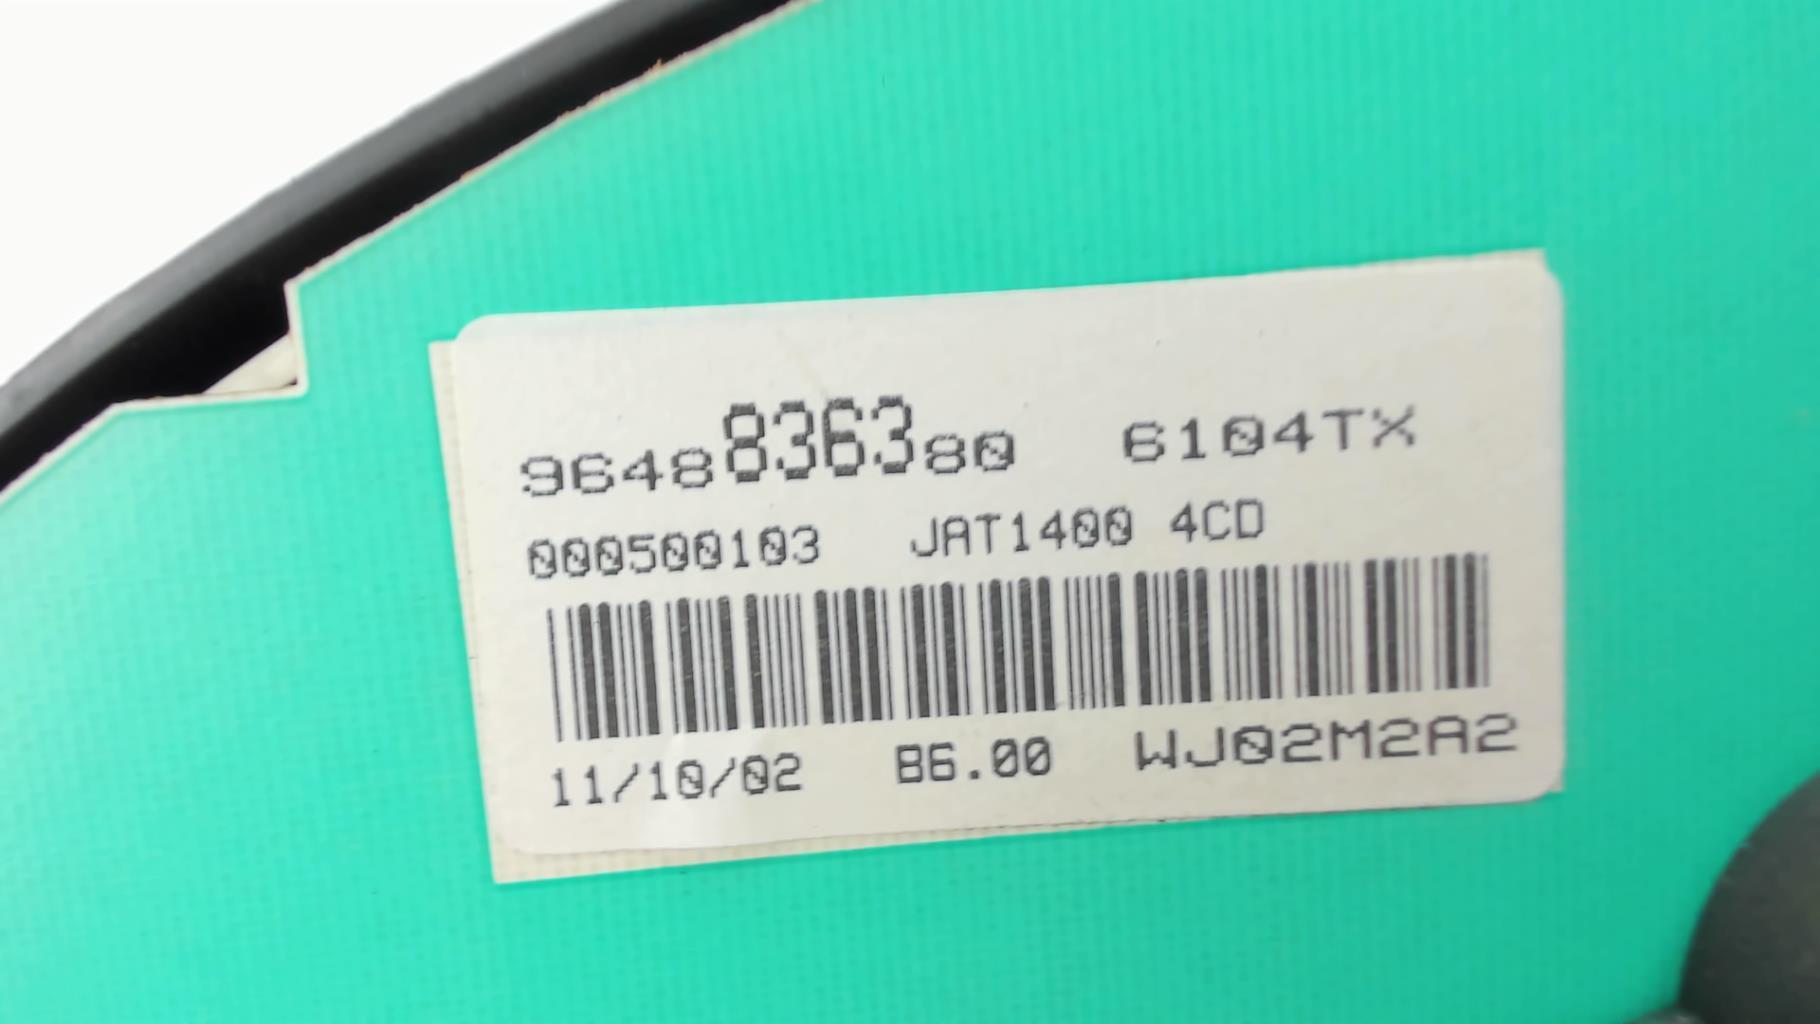 9648836380 6104TX
000500103 JAT1400 4CD
11/10/02 B6.00 WJ02M2A2